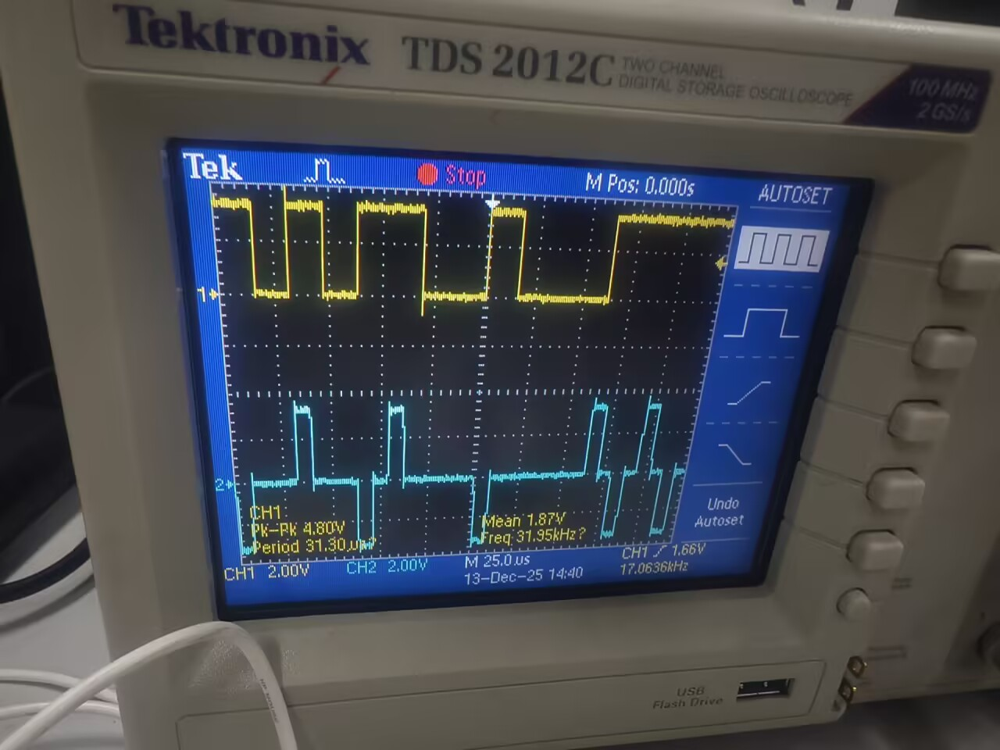 Tektronix TDS 2012C TWO CHANNEL
DIGITAL STORAGE OSCILLOSCOPE
100 MHz
2 GS/s
Tek Stop M Pos: 0.000s AUTOSET
1
2
CH1
Pk-Pk 4.80V
Period 31.30us?
Mean 1.87V
Freq 31.95kHz?
Undo
Autoset
CH1 2.00V CH2 2.00V M 25.0us CH1 1.66V
13-Dec-25 14:40 17.0636kHz
USB
Flash Drive